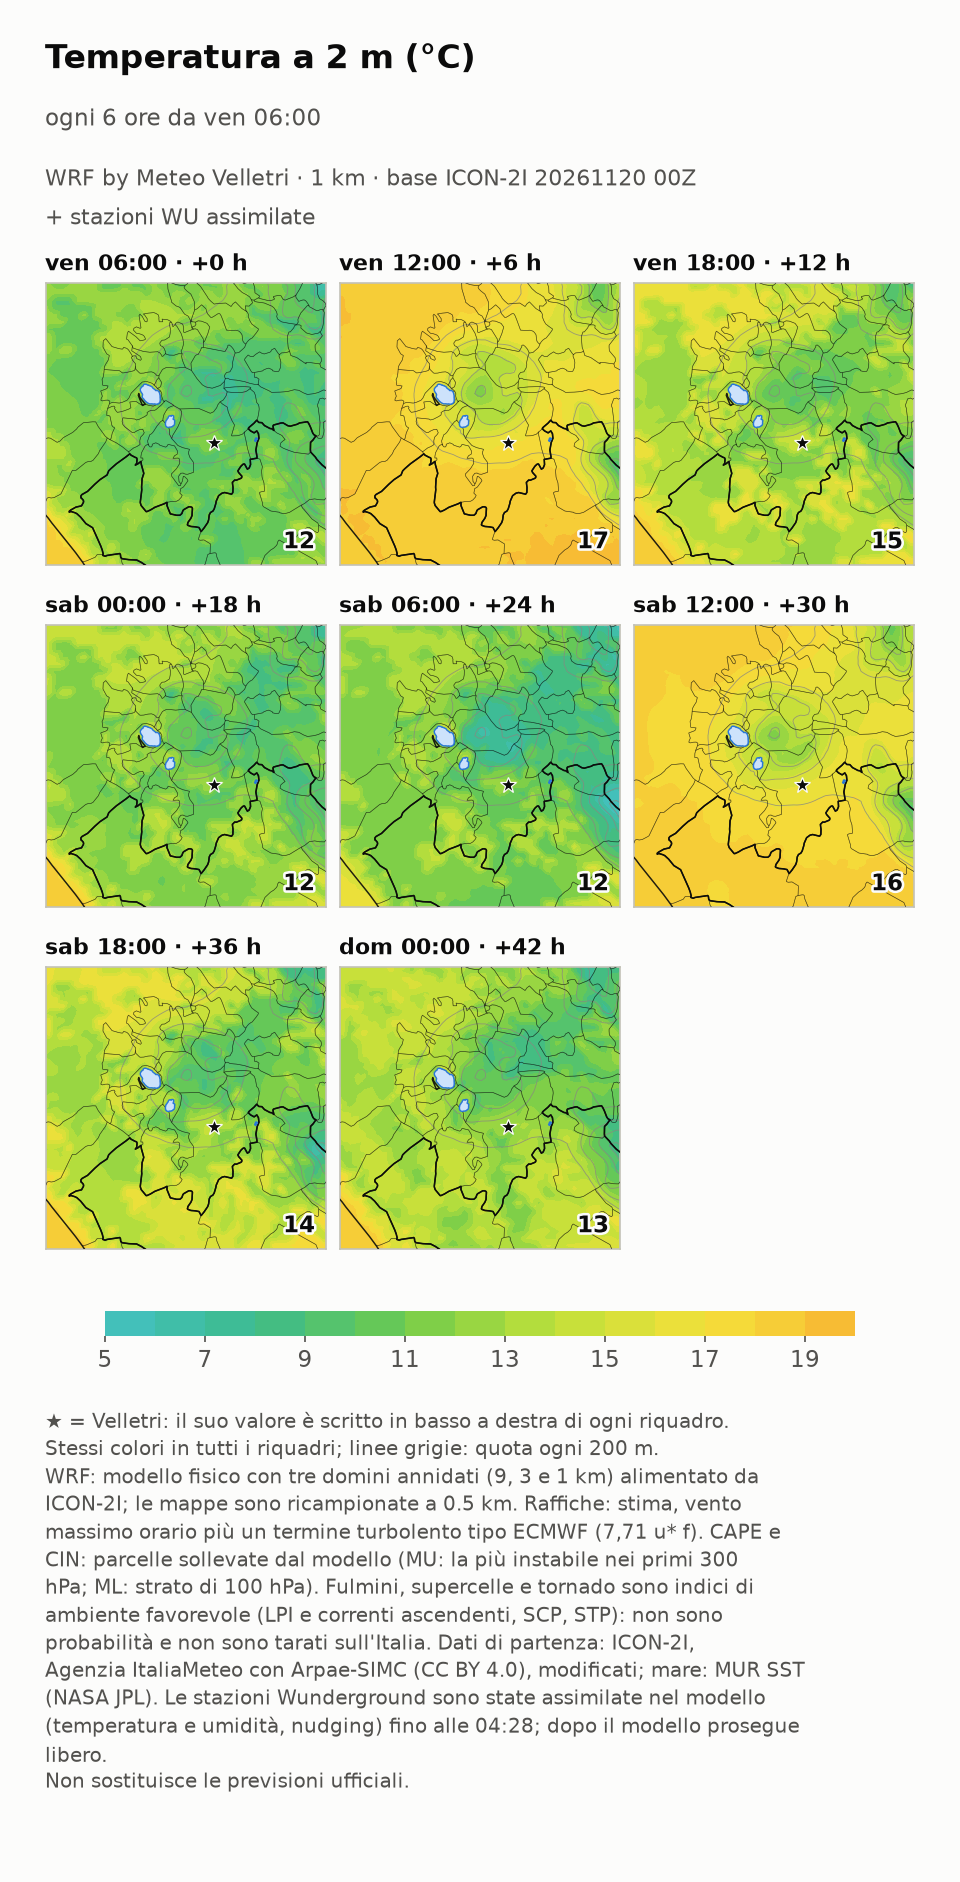 Temperatura a 2 m (°C)
ogni 6 ore da ven 06:00
WRF by Meteo Velletri · 1 km · base ICON-2I 20261120 00Z
+ stazioni WU assimilate
ven 06:00 · +0 h
ven 12:00 · +6 h
ven 18:00 · +12 h
12
17
15
sab 00:00 · +18 h
sab 06:00 · +24 h
sab 12:00 · +30 h
12
12
16
sab 18:00 · +36 h
dom 00:00 · +42 h
14
13
5 7 9 11 13 15 17 19
★ = Velletri: il suo valore è scritto in basso a destra di ogni riquadro.
Stessi colori in tutti i riquadri; linee grigie: quota ogni 200 m.
WRF: modello fisico con tre domini annidati (9, 3 e 1 km) alimentato da
ICON-2I; le mappe sono ricampionate a 0.5 km. Raffiche: stima, vento
massimo orario più un termine turbolento tipo ECMWF (7,71 u* f). CAPE e
CIN: parcelle sollevate dal modello (MU: la più instabile nei primi 300
hPa; ML: strato di 100 hPa). Fulmini, supercelle e tornado sono indici di
ambiente favorevole (LPI e correnti ascendenti, SCP, STP): non sono
probabilità e non sono tarati sull'Italia. Dati di partenza: ICON-2I,
Agenzia ItaliaMeteo con Arpae-SIMC (CC BY 4.0), modificati; mare: MUR SST
(NASA JPL). Le stazioni Wunderground sono state assimilate nel modello
(temperatura e umidità, nudging) fino alle 04:28; dopo il modello prosegue
libero.
Non sostituisce le previsioni ufficiali.